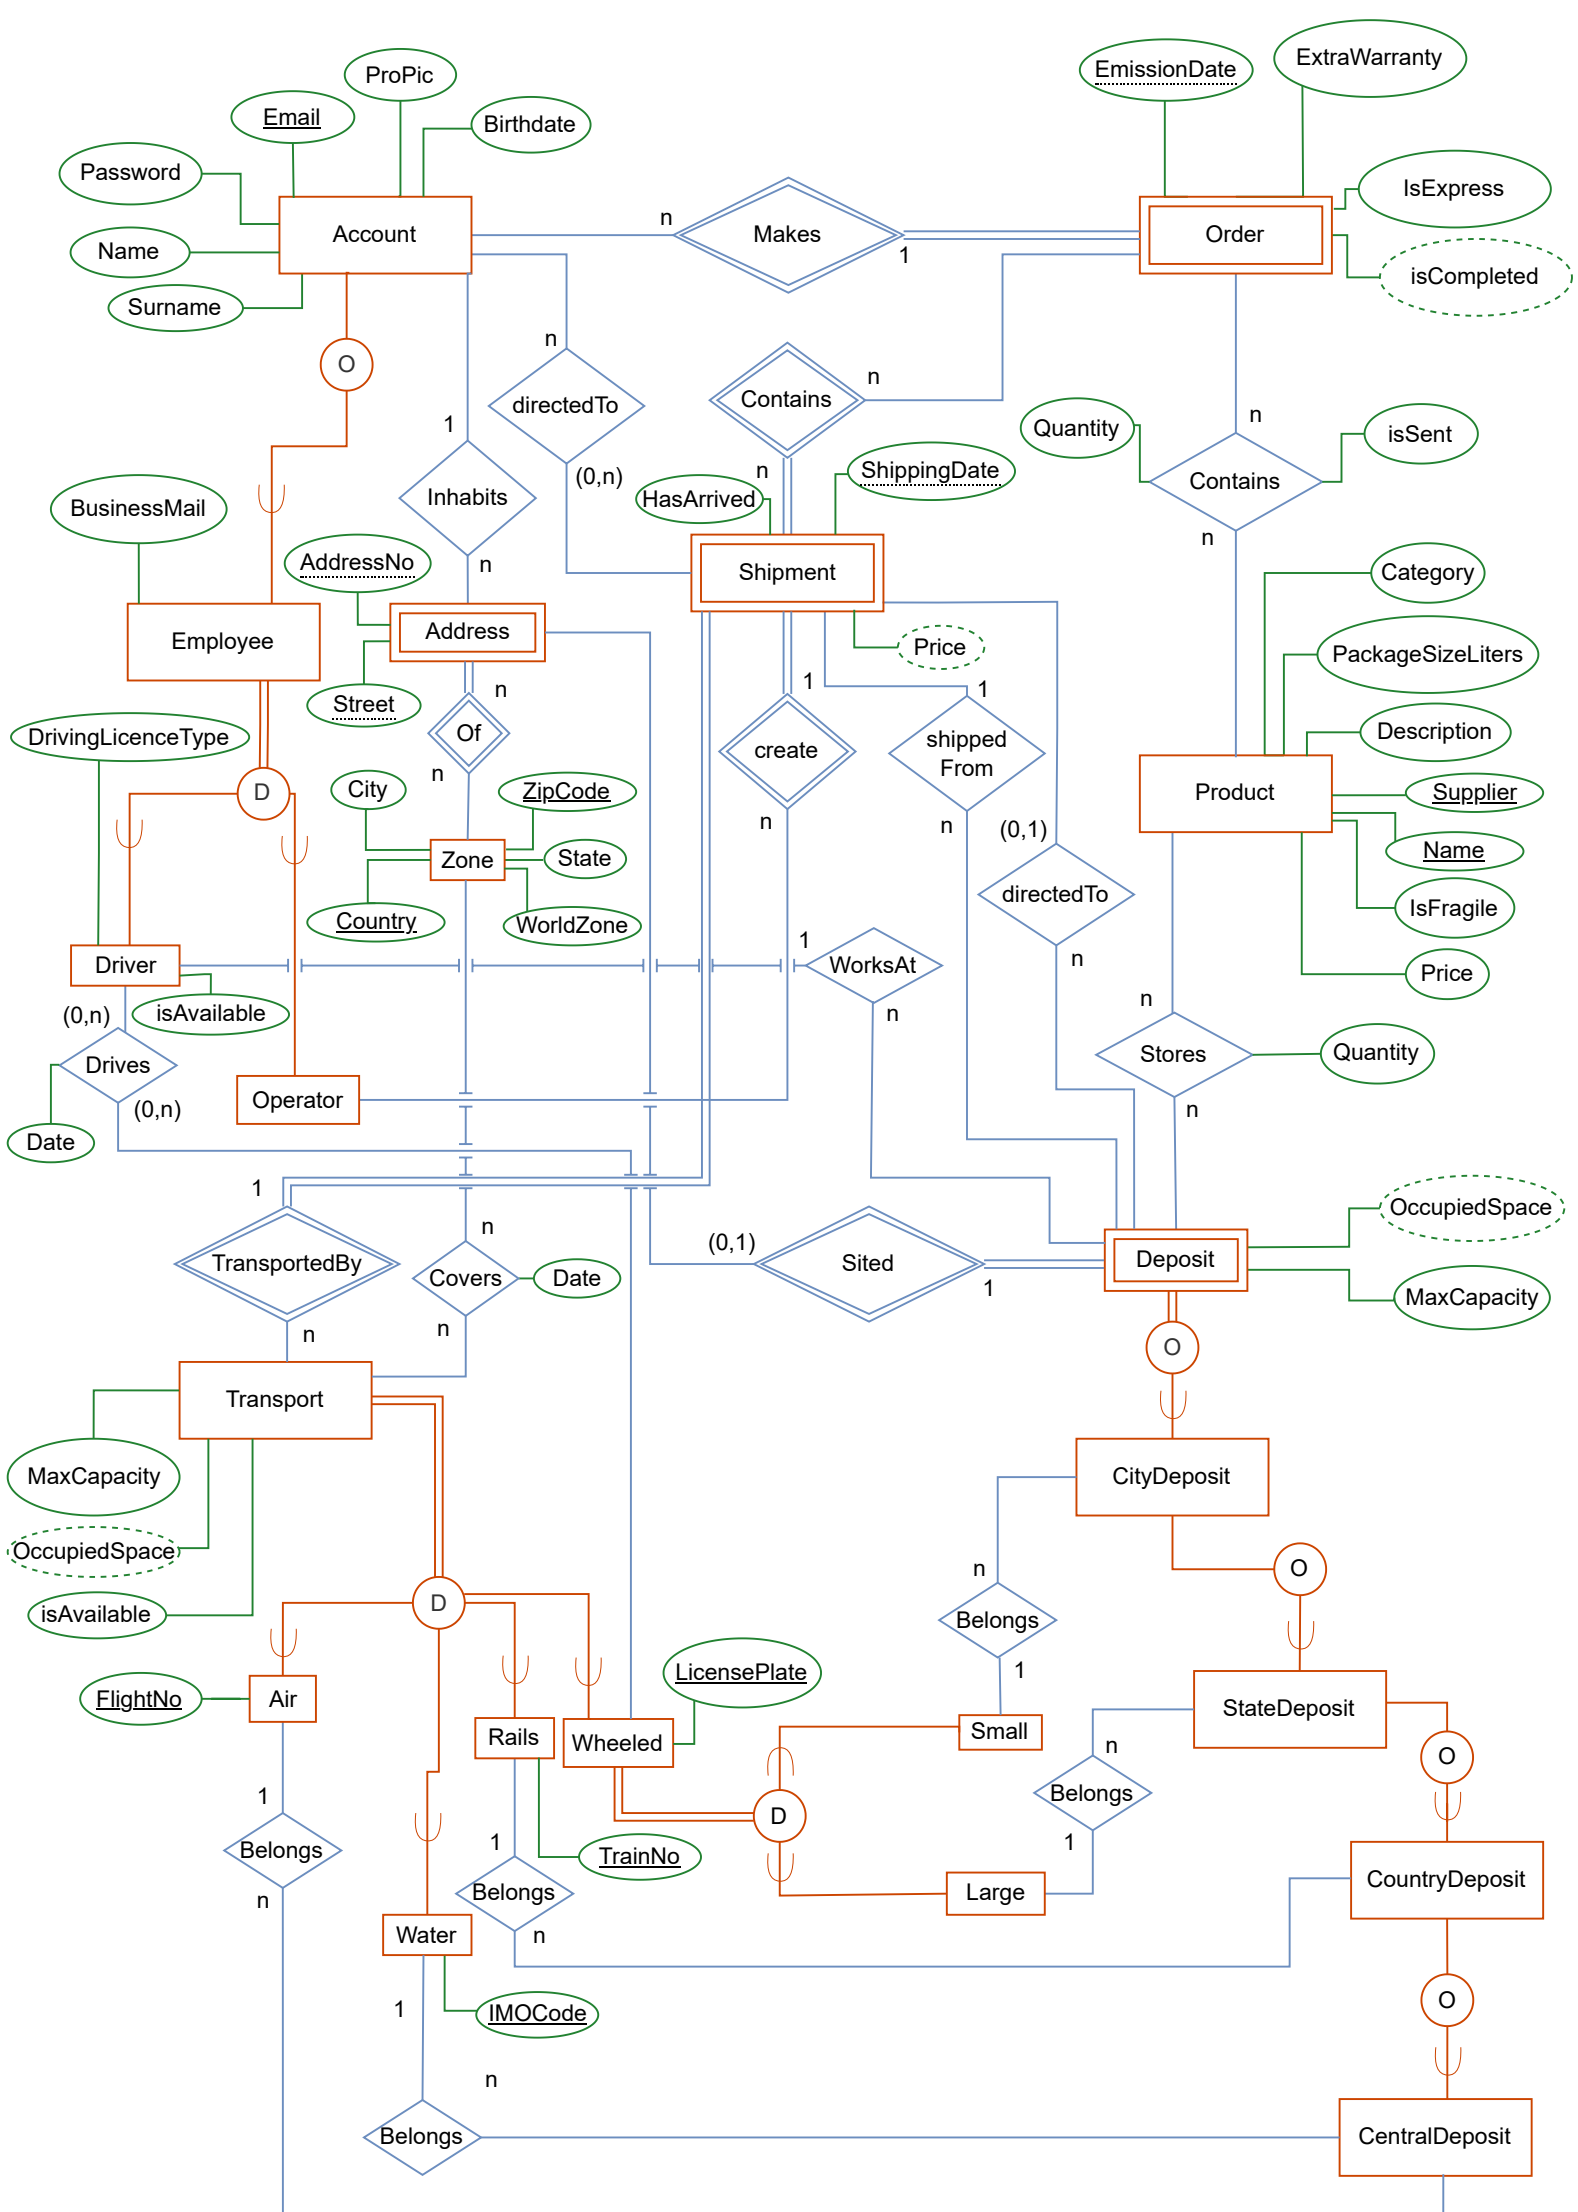 ProPic
EmissionDate
ExtraWarranty
Email
Birthdate
Password
IsExpress
Account
n
Makes
1
Order
Name
isCompleted
Surname
O
n
directedTo
n
Contains
1
(0,n)
n
Quantity
n
isSent
Contains
n
BusinessMail
Inhabits
HasArrived
ShippingDate
n
AddressNo
Shipment
Category
Employee
Address
Price
PackageSizeLiters
Street
n
1
1
DrivingLicenceType
Of
create
shipped
From
Description
n
D
City
ZipCode
n
n
(0,1)
Product
Supplier
Zone
State
Name
Country
WorldZone
directedTo
IsFragile
Driver
1
WorksAt
n
Price
(0,n)
isAvailable
n
n
Drives
Stores
Quantity
(0,n)
Operator
n
Date
1
n
(0,1)
OccupiedSpace
TransportedBy
Covers
Date
Sited
1
Deposit
MaxCapacity
n
n
O
Transport
MaxCapacity
CityDeposit
OccupiedSpace
n
O
isAvailable
D
Belongs
FlightNo
Air
LicensePlate
1
StateDeposit
Rails
Wheeled
Small
n
O
1
Belongs
D
Belongs
1
1
TrainNo
n
Belongs
Large
CountryDeposit
Water
n
1
IMOCode
O
n
Belongs
CentralDeposit